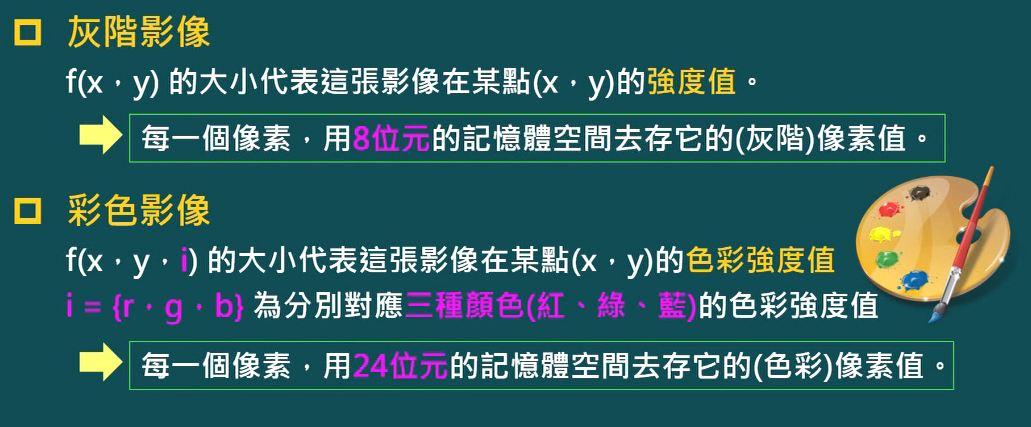 灰階影像
f(x，y) 的大小代表這張影像在某點(x，y)的強度值。
每一個像素，用8位元的記憶體空間去存它的(灰階)像素值。
彩色影像
f(x，y，i) 的大小代表這張影像在某點(x，y)的色彩強度值
i = {r，g，b} 為分別對應三種顏色(紅、綠、藍)的色彩強度值
每一個像素，用24位元的記憶體空間去存它的(色彩)像素值。